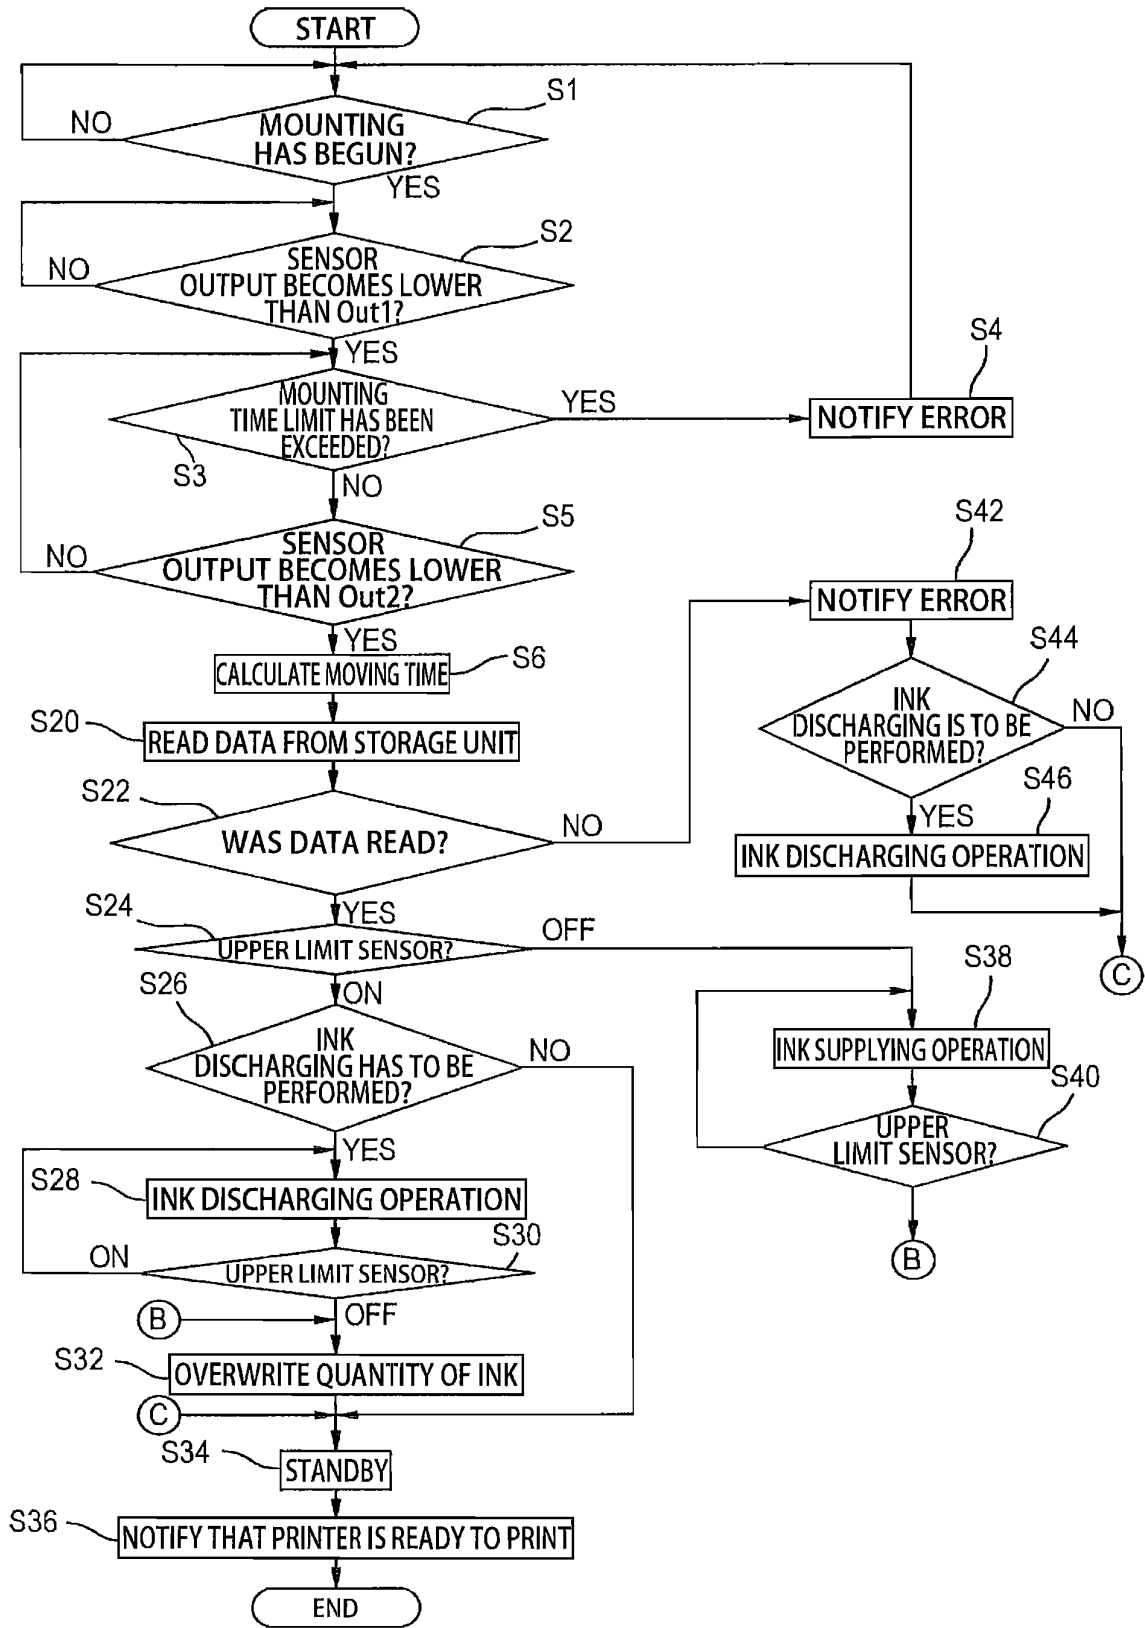 START
S1
NO
MOUNTING
HAS BEGUN?
YES
S2
NO
SENSOR
OUTPUT BECOMES LOWER
THAN Out1?
YES
S3
MOUNTING
TIME LIMIT HAS BEEN
EXCEEDED?
YES
S4
NOTIFY ERROR
NO
S5
NO
SENSOR
OUTPUT BECOMES LOWER
THAN Out2?
YES
S6
CALCULATE MOVING TIME
S20
READ DATA FROM STORAGE UNIT
S22
WAS DATA READ?
NO
S42
NOTIFY ERROR
S44
INK
DISCHARGING IS TO BE
PERFORMED?
NO
YES
S46
INK DISCHARGING OPERATION
C
YES
S24
UPPER LIMIT SENSOR?
OFF
ON
S38
INK SUPPLYING OPERATION
S40
UPPER
LIMIT SENSOR?
B
S26
INK
DISCHARGING HAS TO BE
PERFORMED?
NO
YES
S28
INK DISCHARGING OPERATION
S30
ON
UPPER LIMIT SENSOR?
OFF
B
S32
OVERWRITE QUANTITY OF INK
C
S34
STANDBY
S36
NOTIFY THAT PRINTER IS READY TO PRINT
END